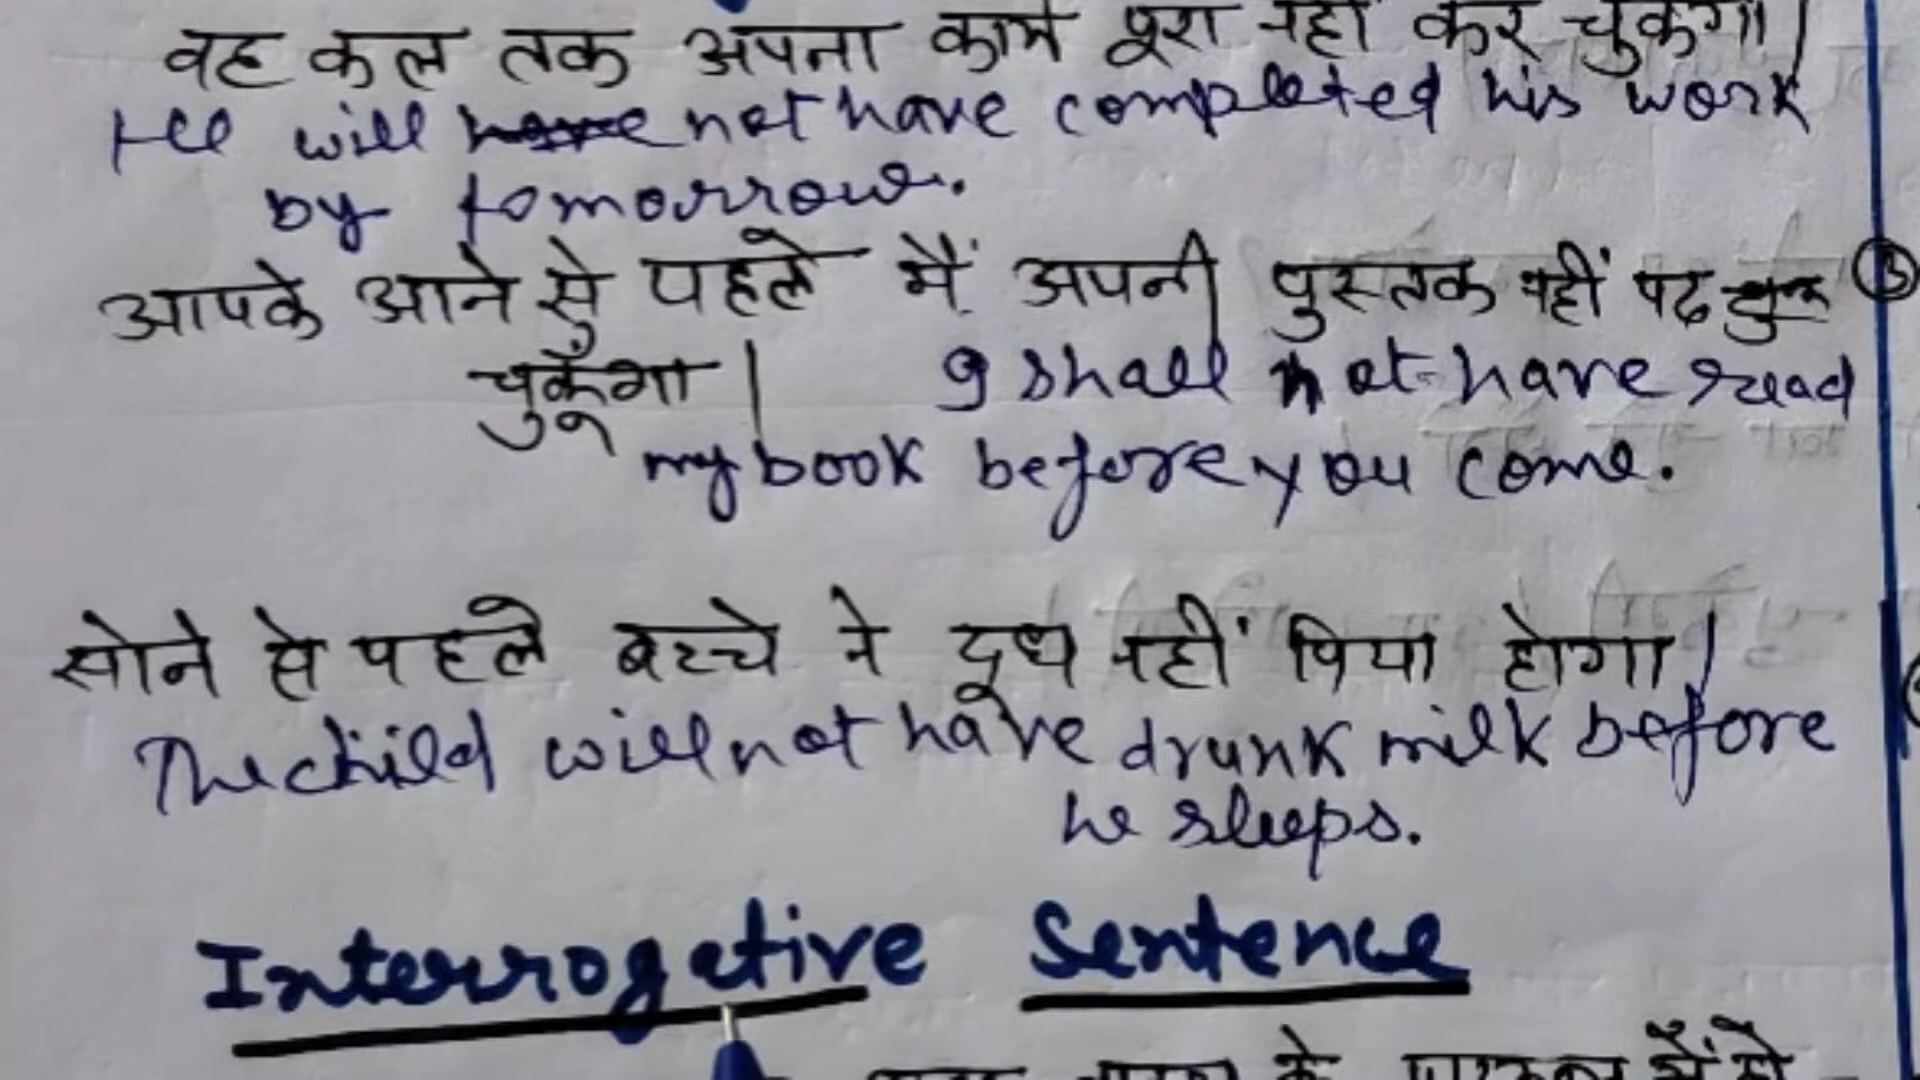 वह कल तक अपना काम पूरा नहीं कर चुकेगा।
He will have not have completed his work
by tomorrow.
आपके आने से पहले मैं अपनी पुस्तक नहीं पढ चुक ③
चुकूँगा। I shall not have read
my book before you come.
सोने से पहले बच्चे ने दूध नहीं पिया होगा।
The child will not have drunk milk before
he sleeps.
Interrogative Sentence